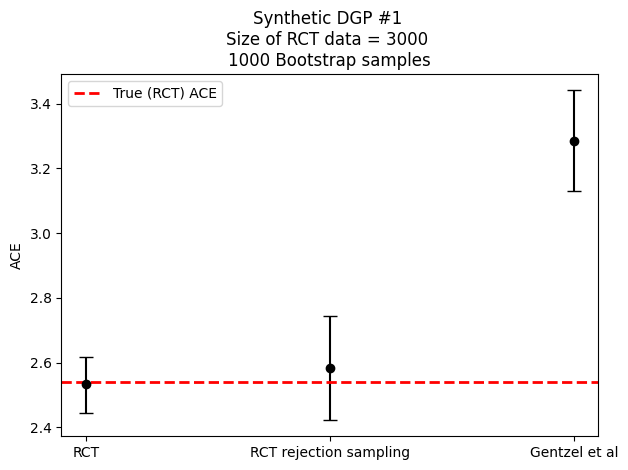 Synthetic DGP #1
Size of RCT data = 3000
1000 Bootstrap samples
True (RCT) ACE
3.4
3.2
3.0
2.8
2.6
2.4
ACE
RCT
RCT rejection sampling
Gentzel et al